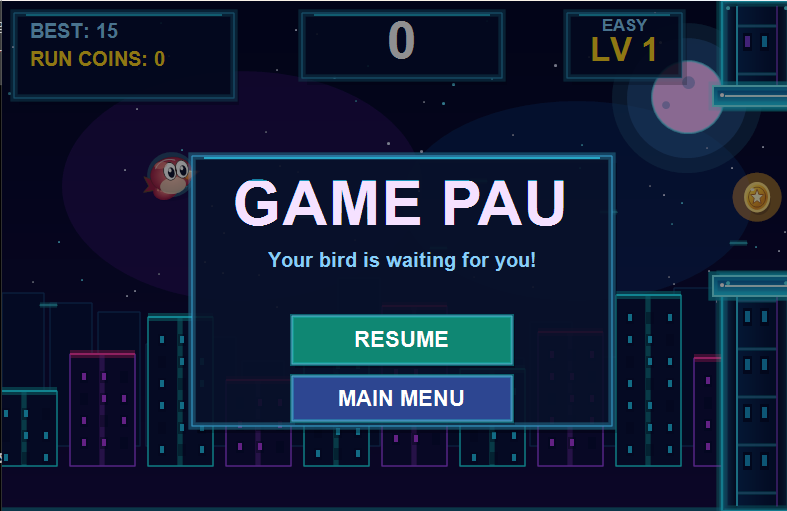 BEST: 15
RUN COINS: 0
0
EASY
LV 1
GAME PAU
Your bird is waiting for you!
RESUME
MAIN MENU